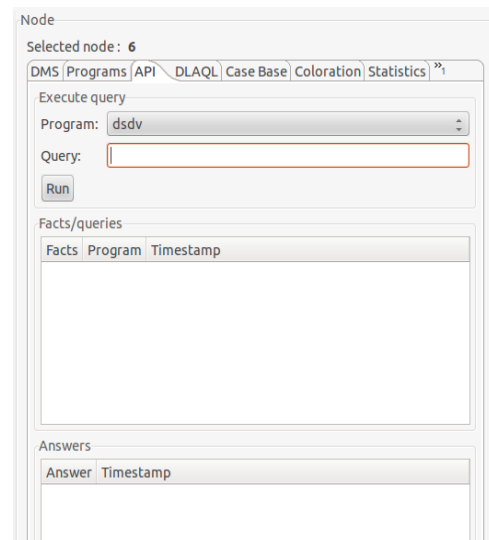 Node
Selected node : 6
DMS Programs API DLAQL Case Base Coloration Statistics »1
Execute query
Program: dsdv
Query:
Run
Facts/queries
Facts Program Timestamp
Answers
Answer Timestamp